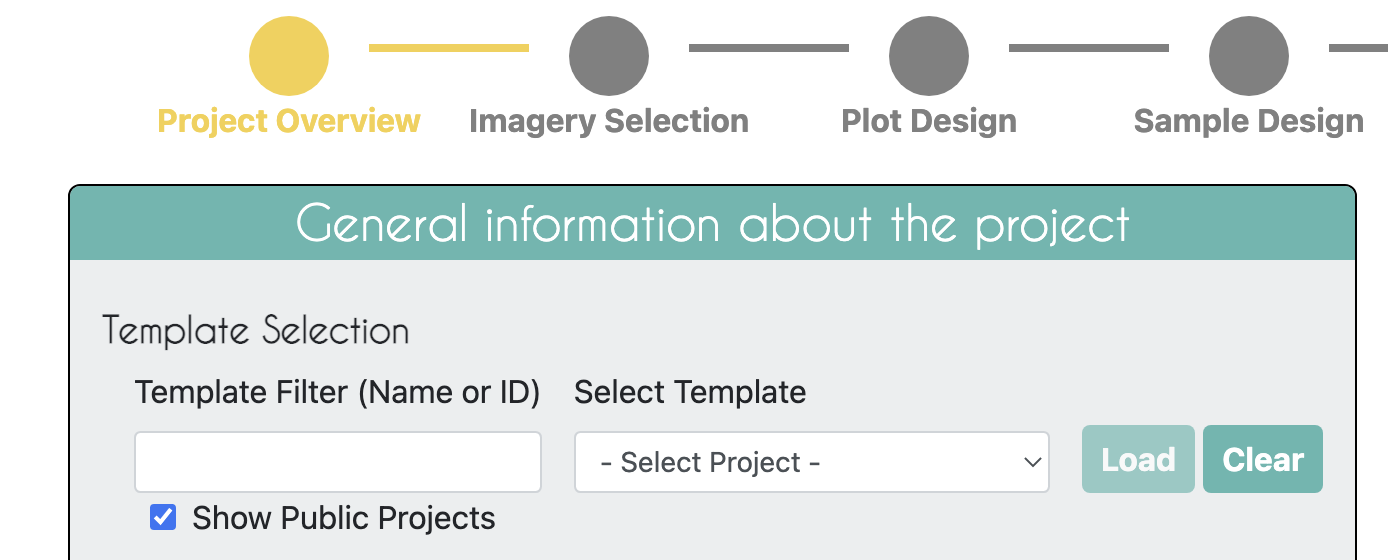 Project Overview Imagery Selection Plot Design Sample Design
General information about the project
Template Selection
Template Filter (Name or ID) Select Template
- Select Project - Load Clear
Show Public Projects